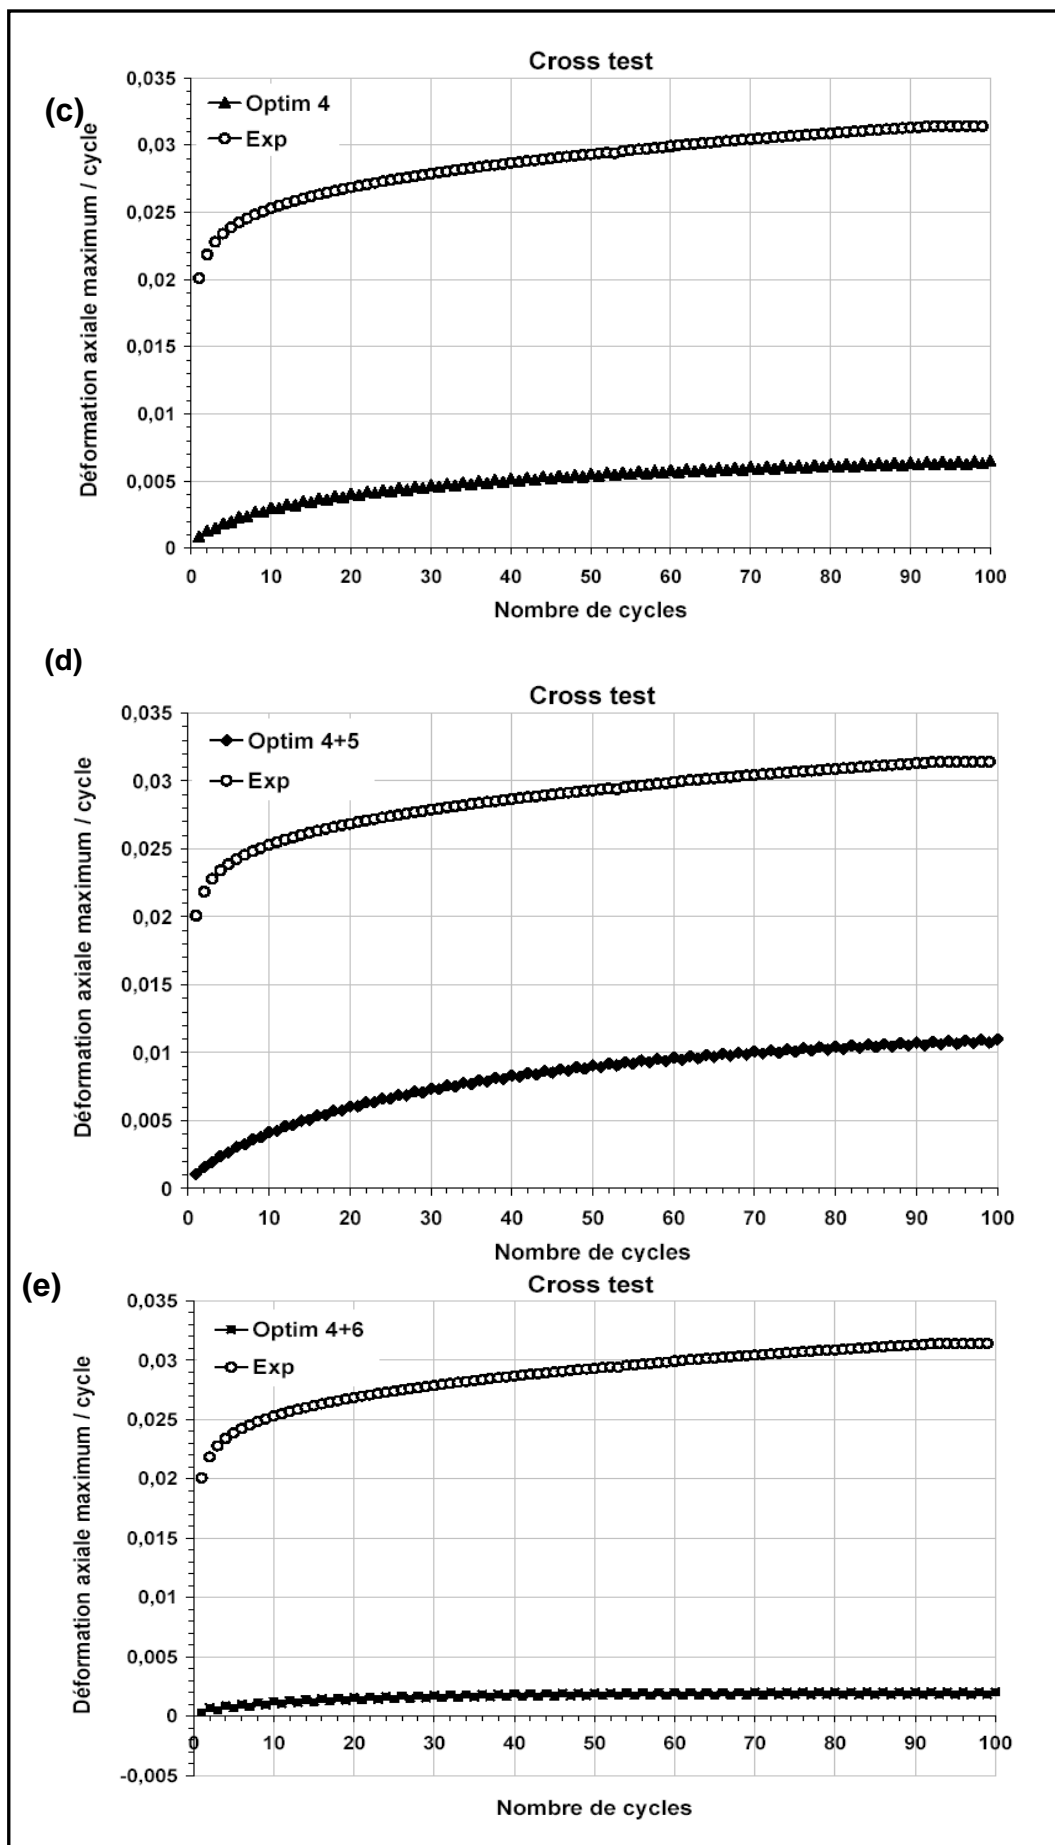 Cross test
(c)
Optim 4
Exp
Déformation axiale maximum / cycle
0,035
0,03
0,025
0,02
0,015
0,01
0,005
0
0 10 20 30 40 50 60 70 80 90 100
Nombre de cycles
(d)
Cross test
Optim 4+5
Exp
Déformation axiale maximum / cycle
0,035
0,03
0,025
0,02
0,015
0,01
0,005
0
0 10 20 30 40 50 60 70 80 90 100
Nombre de cycles
(e)
Cross test
Optim 4+6
Exp
Déformation axiale maximum / cycle
0,035
0,03
0,025
0,02
0,015
0,01
0,005
0
-0,005
0 10 20 30 40 50 60 70 80 90 100
Nombre de cycles